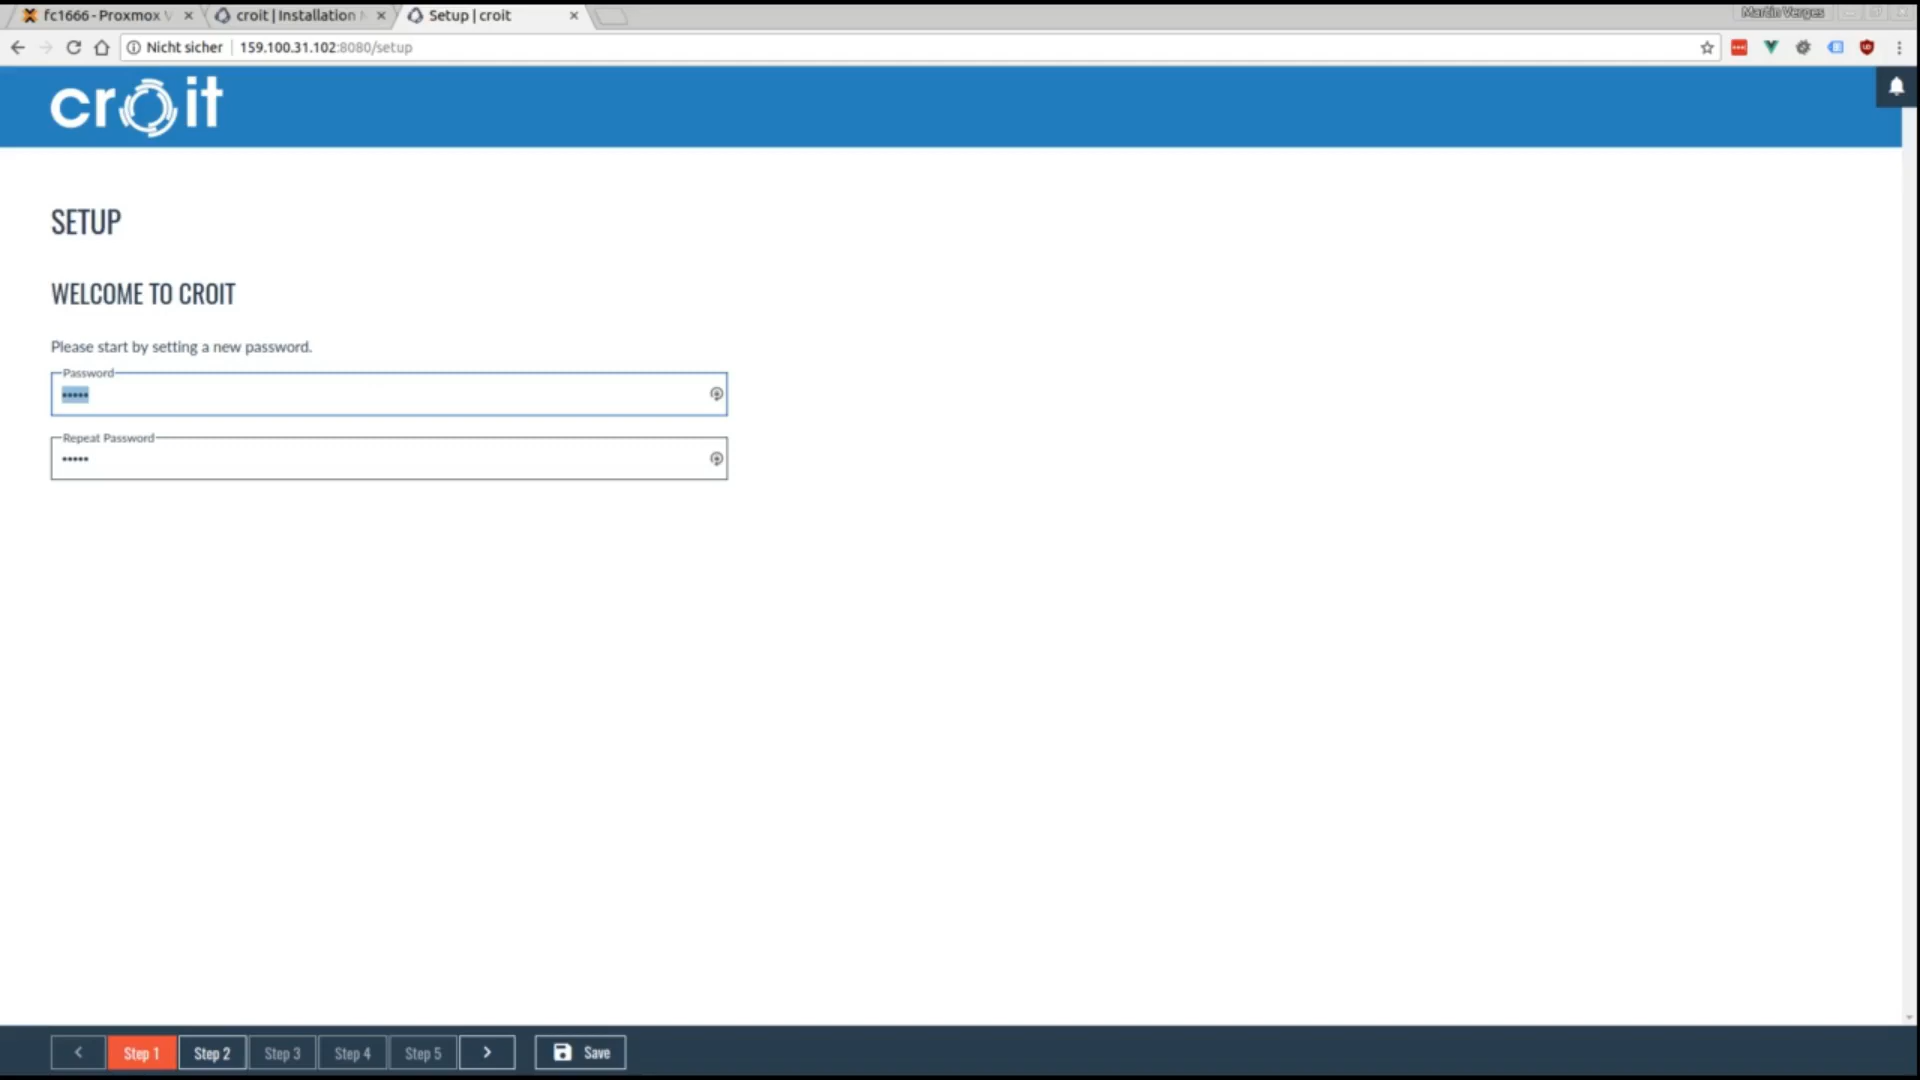 fc1666 - Proxmox V
croit | Installation
Setup | croit
Martin Verges
Nicht sicher
159.100.31.102:8080/setup
croit
SETUP
WELCOME TO CROIT
Please start by setting a new password.
Password
•••••
Repeat Password
•••••
Step 1
Step 2
Step 3
Step 4
Step 5
Save